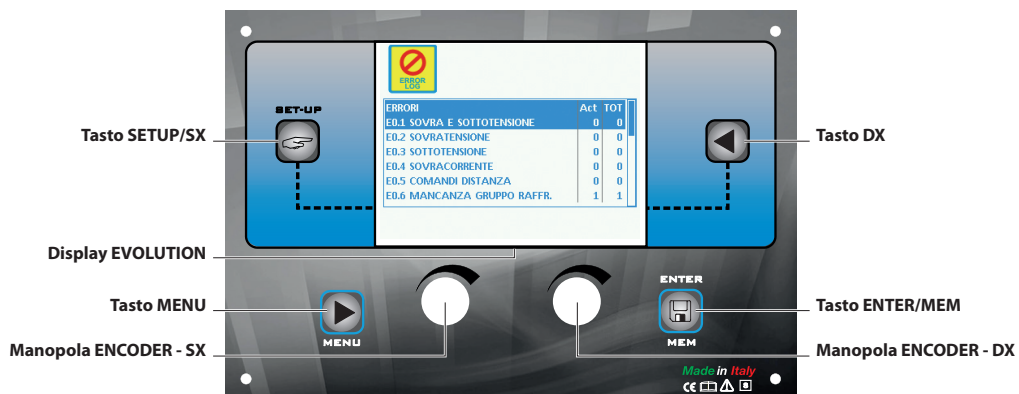 ERROR
LOG
ERRORI Act TOT
E0.1 SOVRA E SOTTOTENSIONE 0 0
E0.2 SOVRATENSIONE 0 0
E0.3 SOTTOTENSIONE 0 0
E0.4 SOVRACORRENTE 0 0
E0.5 COMANDI DISTANZA 0 0
E0.6 MANCANZA GRUPPO RAFFR. 1 1
SET-UP
Tasto SETUP/SX
Tasto DX
Display EVOLUTION
ENTER
Tasto MENU
Tasto ENTER/MEM
MENU
MEM
Manopola ENCODER - SX
Manopola ENCODER - DX
Made in Italy
CE